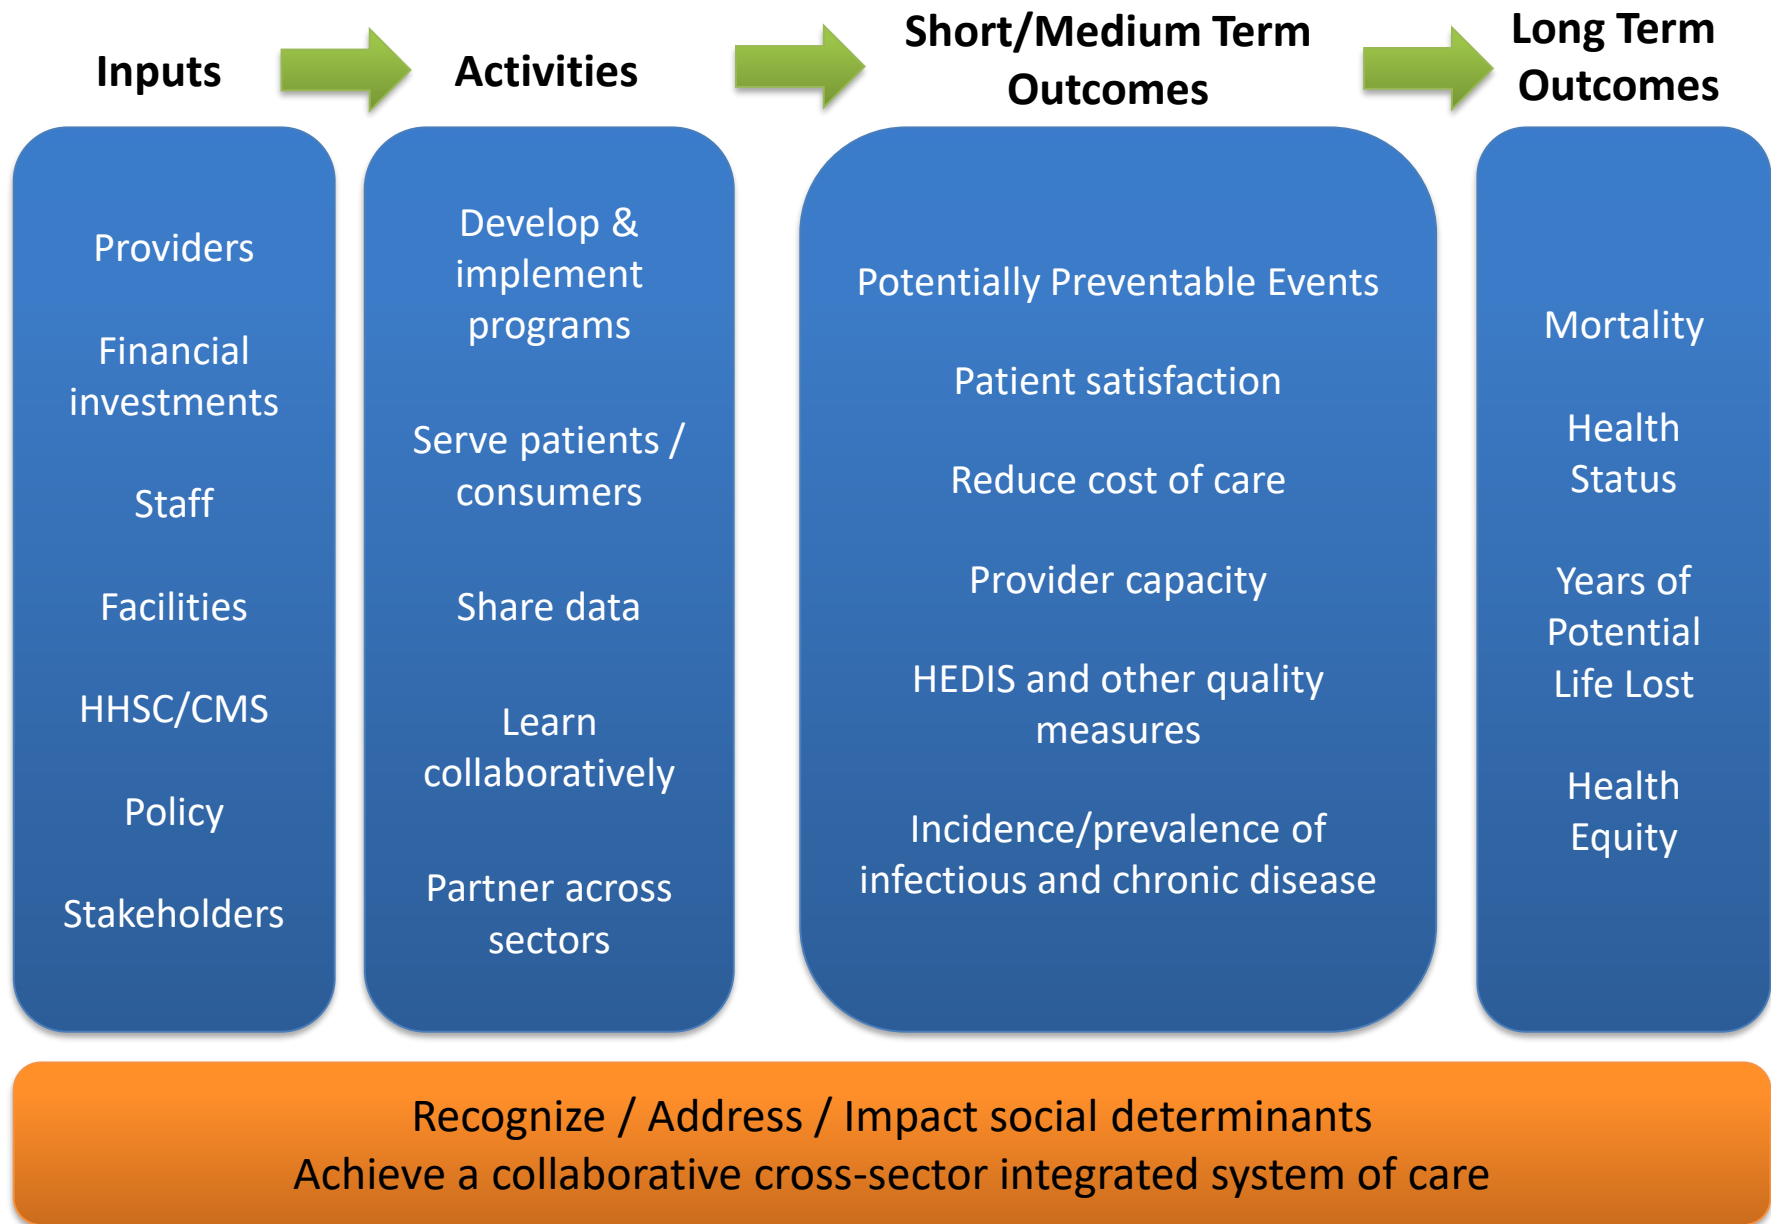 Inputs
Activities
Short/Medium Term
Outcomes
Long Term
Outcomes
Providers
Financial
investments
Staff
Facilities
HHSC/CMS
Policy
Stakeholders
Develop &
implement
programs
Serve patients /
consumers
Share data
Learn
collaboratively
Partner across
sectors
Potentially Preventable Events
Patient satisfaction
Reduce cost of care
Provider capacity
HEDIS and other quality
measures
Incidence/prevalence of
infectious and chronic disease
Mortality
Health
Status
Years of
Potential
Life Lost
Health
Equity
Recognize / Address / Impact social determinants
Achieve a collaborative cross-sector integrated system of care